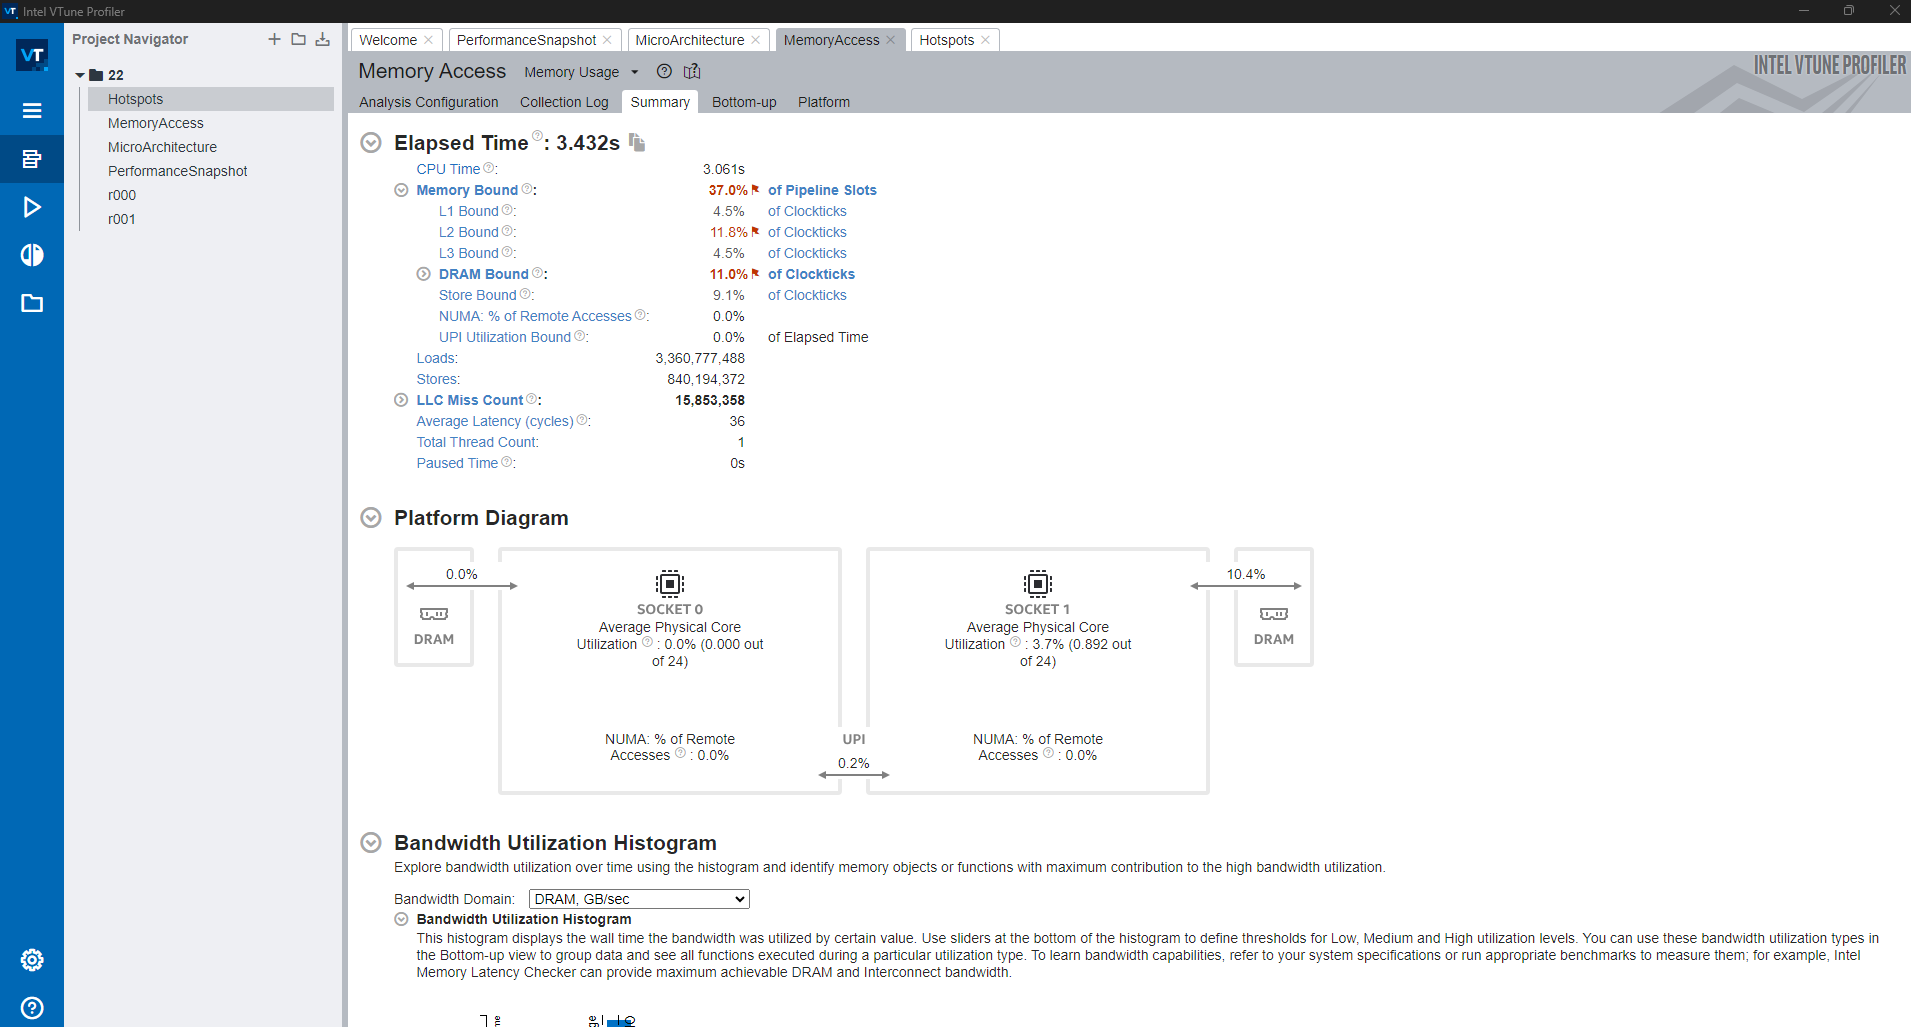 VT Intel VTune Profiler
VT
Project Navigator
22
Hotspots
MemoryAccess
MicroArchitecture
PerformanceSnapshot
r000
r001
Welcome PerformanceSnapshot MicroArchitecture MemoryAccess Hotspots
Memory Access Memory Usage
INTEL VTUNE PROFILER
Analysis Configuration Collection Log Summary Bottom-up Platform
Elapsed Time ?: 3.432s
CPU Time ?: 3.061s
Memory Bound ?: 37.0% of Pipeline Slots
L1 Bound ?: 4.5% of Clockticks
L2 Bound ?: 11.8% of Clockticks
L3 Bound ?: 4.5% of Clockticks
DRAM Bound ?: 11.0% of Clockticks
Store Bound ?: 9.1% of Clockticks
NUMA: % of Remote Accesses ?: 0.0%
UPI Utilization Bound ?: 0.0% of Elapsed Time
Loads: 3,360,777,488
Stores: 840,194,372
LLC Miss Count ?: 15,853,358
Average Latency (cycles) ?: 36
Total Thread Count: 1
Paused Time ?: 0s
Platform Diagram
0.0%
DRAM
SOCKET 0
Average Physical Core
Utilization ? : 0.0% (0.000 out
of 24)
NUMA: % of Remote
Accesses ? : 0.0%
UPI
0.2%
SOCKET 1
Average Physical Core
Utilization ? : 3.7% (0.892 out
of 24)
NUMA: % of Remote
Accesses ? : 0.0%
10.4%
DRAM
Bandwidth Utilization Histogram
Explore bandwidth utilization over time using the histogram and identify memory objects or functions with maximum contribution to the high bandwidth utilization.
Bandwidth Domain: DRAM, GB/sec
Bandwidth Utilization Histogram
This histogram displays the wall time the bandwidth was utilized by certain value. Use sliders at the bottom of the histogram to define thresholds for Low, Medium and High utilization levels. You can use these bandwidth utilization types in
the Bottom-up view to group data and see all functions executed during a particular utilization type. To learn bandwidth capabilities, refer to your system specifications or run appropriate benchmarks to measure them; for example, Intel
Memory Latency Checker can provide maximum achievable DRAM and Interconnect bandwidth.